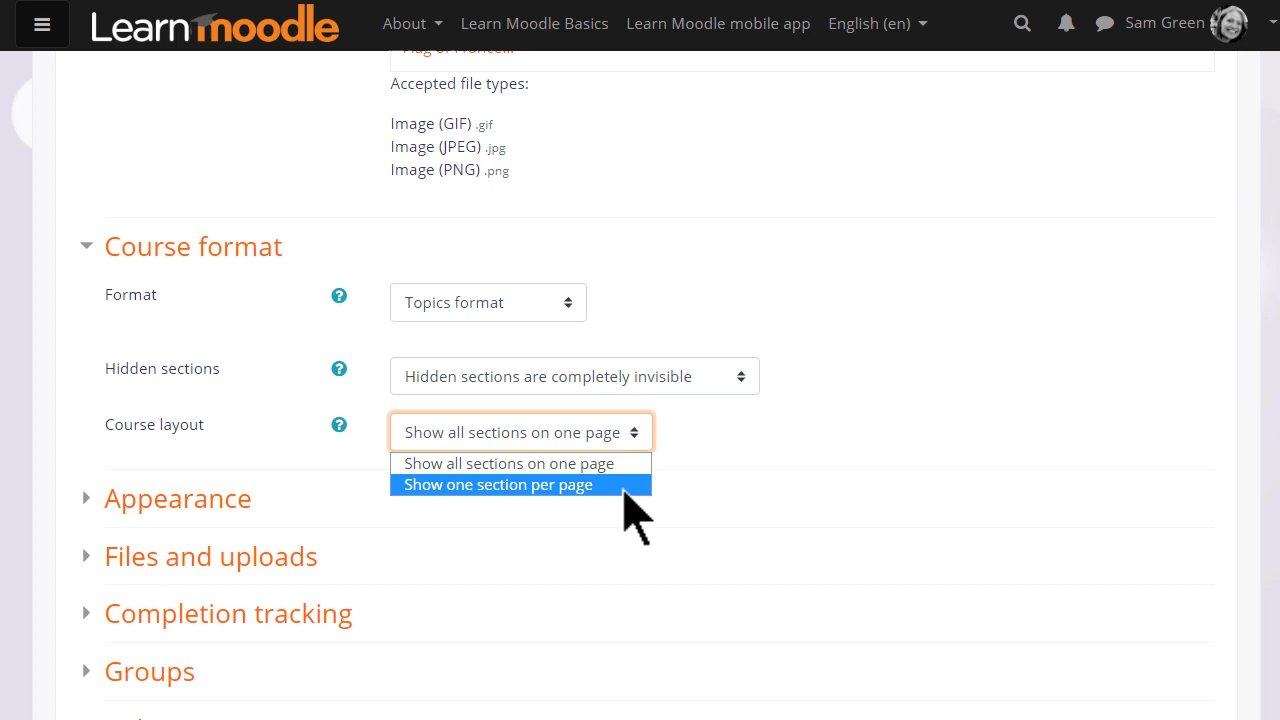 Learn moodle
About
Learn Moodle Basics
Learn Moodle mobile app
English (en)
Sam Green
Accepted file types:
Image (GIF) .gif
Image (JPEG) .jpg
Image (PNG) .png
Course format
Format
Topics format
Hidden sections
Hidden sections are completely invisible
Course layout
Show all sections on one page
Show all sections on one page
Show one section per page
Appearance
Files and uploads
Completion tracking
Groups